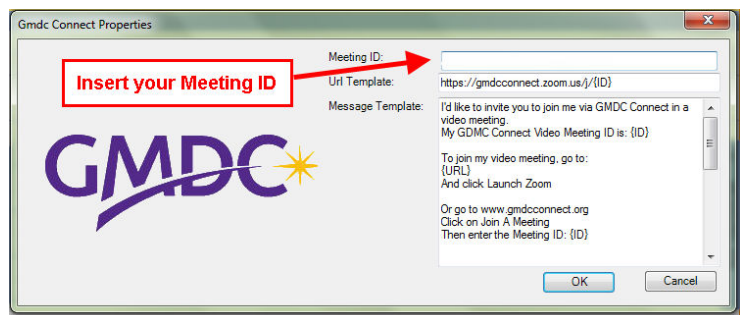 Gmdc Connect Properties
Meeting ID:
Insert your Meeting ID
Url Template:
https://gmdcconnect.zoom.us/j/{ID}
Message Template:
I'd like to invite you to join me via GMDC Connect in a
video meeting.
My GDMC Connect Video Meeting ID is: {ID}
To join my video meeting, go to:
{URL}
And click Launch Zoom
Or go to www.gmdcconnect.org
Click on Join A Meeting
Then enter the Meeting ID: {ID}
GMDC
OK
Cancel